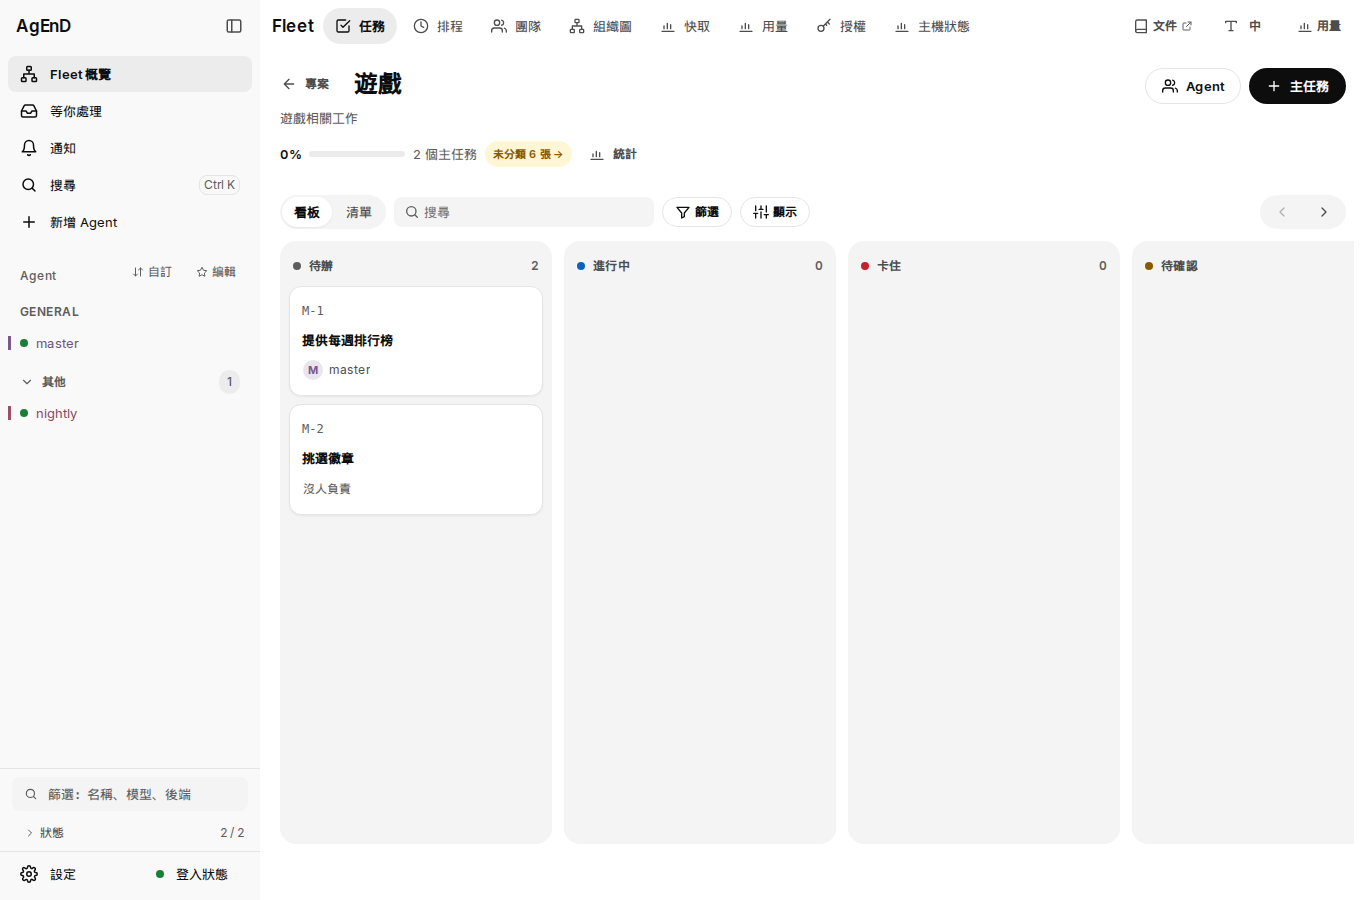 AgEnD
Fleet 概覽
等你處理
通知
搜尋 Ctrl K
新增 Agent
Agent 自訂 編輯
GENERAL
master
其他 1
nightly
篩選：名稱、模型、後端
狀態 2 / 2
設定 登入狀態
Fleet 任務 排程 團隊 組織圖 快取 用量 授權 主機狀態 文件 中 用量
專案 遊戲 Agent 主任務
遊戲相關工作
0% 2 個主任務 未分類 6 張 → 統計
看板 清單 搜尋 篩選 顯示
待辦 2
M-1
提供每週排行榜
M master
M-2
挑選徽章
沒人負責
進行中 0
卡住 0
待確認